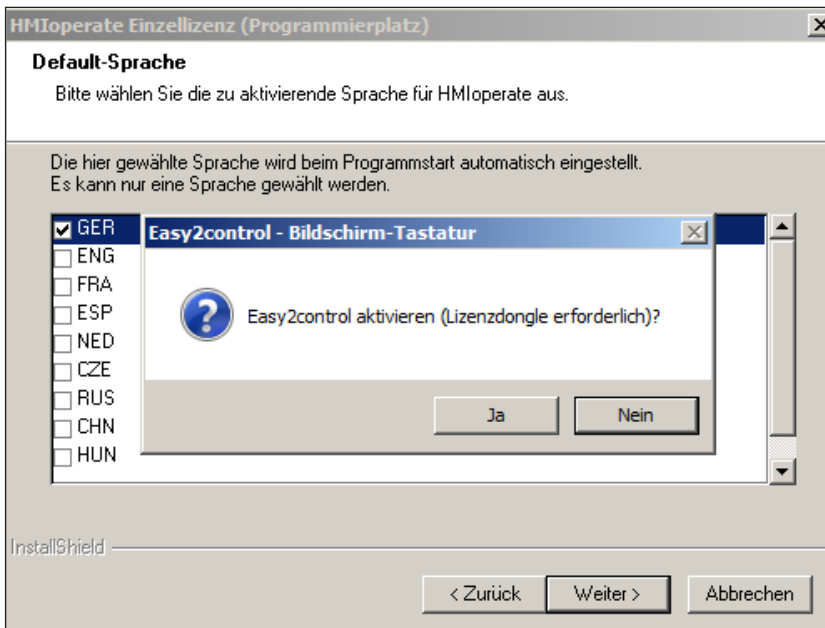 HMIoperate Einzellizenz (Programmierplatz)
Default-Sprache
Bitte wählen Sie die zu aktivierende Sprache für HMIoperate aus.
Die hier gewählte Sprache wird beim Programmstart automatisch eingestellt.
Es kann nur eine Sprache gewählt werden.
GER
ENG
FRA
ESP
NED
CZE
RUS
CHN
HUN
Easy2control - Bildschirm-Tastatur
Easy2control aktivieren (Lizenzdongle erforderlich)?
Ja Nein
InstallShield
< Zurück Weiter > Abbrechen